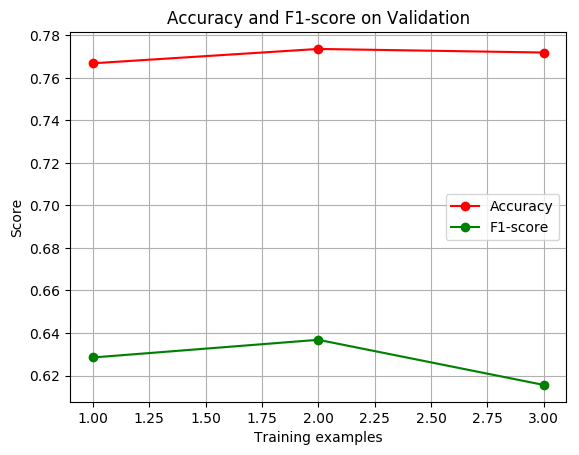 Accuracy and F1-score on Validation
0.78
0.76
0.74
0.72
0.70
0.68
0.66
0.64
0.62
Score
Accuracy
F1-score
1.00 1.25 1.50 1.75 2.00 2.25 2.50 2.75 3.00
Training examples